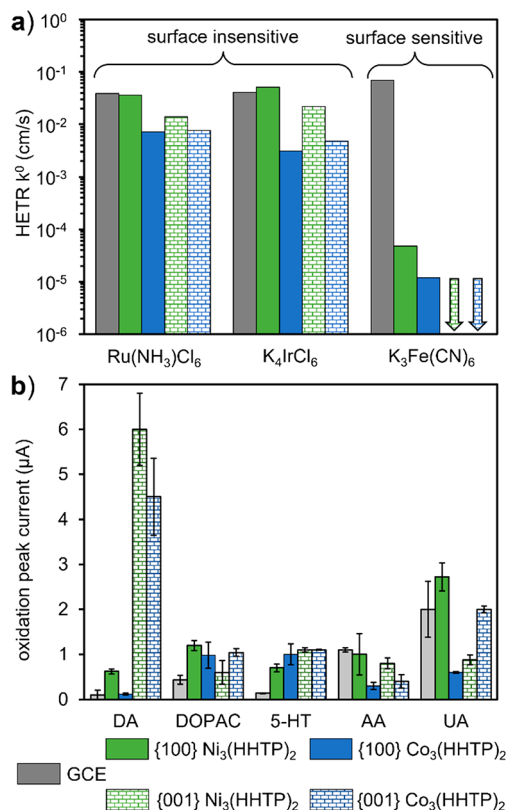 a)
surface insensitive surface sensitive
HETR k⁰ (cm/s)
10⁰
10⁻¹
10⁻²
10⁻³
10⁻⁴
10⁻⁵
10⁻⁶
Ru(NH₃)Cl₆ K₄IrCl₆ K₃Fe(CN)₆
b)
oxidation peak current (μA)
7
6
5
4
3
2
1
0
DA DOPAC 5-HT AA UA
{100} Ni₃(HHTP)₂ {100} Co₃(HHTP)₂
GCE
{001} Ni₃(HHTP)₂ {001} Co₃(HHTP)₂